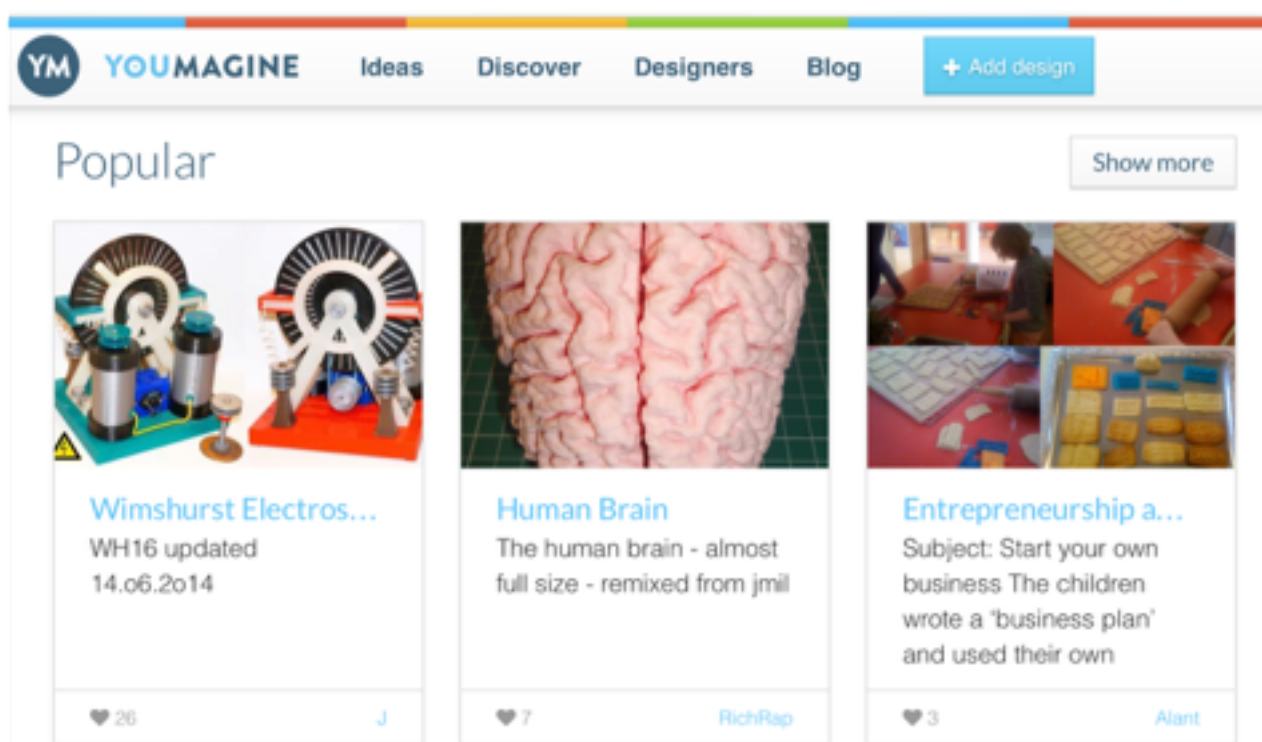 YM YOUMAGINE Ideas Discover Designers Blog + Add design
Popular
Show more
Wimshurst Electros...
WH16 updated
14.o6.2o14
26 J
Human Brain
The human brain - almost
full size - remixed from jmil
7 RichRap
Entrepreneurship a...
Subject: Start your own
business The children
wrote a 'business plan'
and used their own
3 Alant